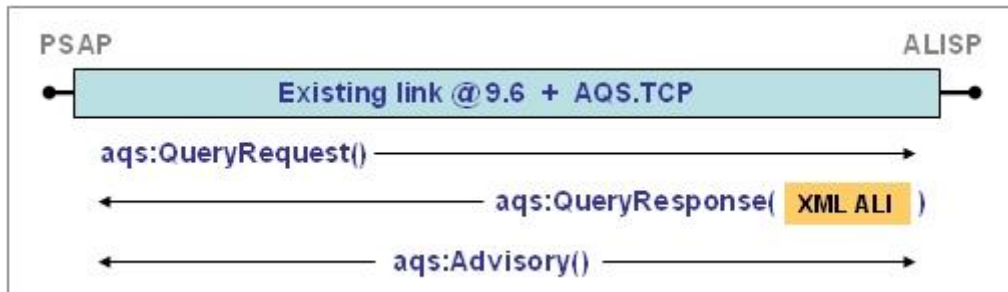 PSAP ALISP
Existing link @ 9.6 + AQS.TCP
aqs:QueryRequest()
aqs:QueryResponse( XML ALI )
aqs:Advisory()